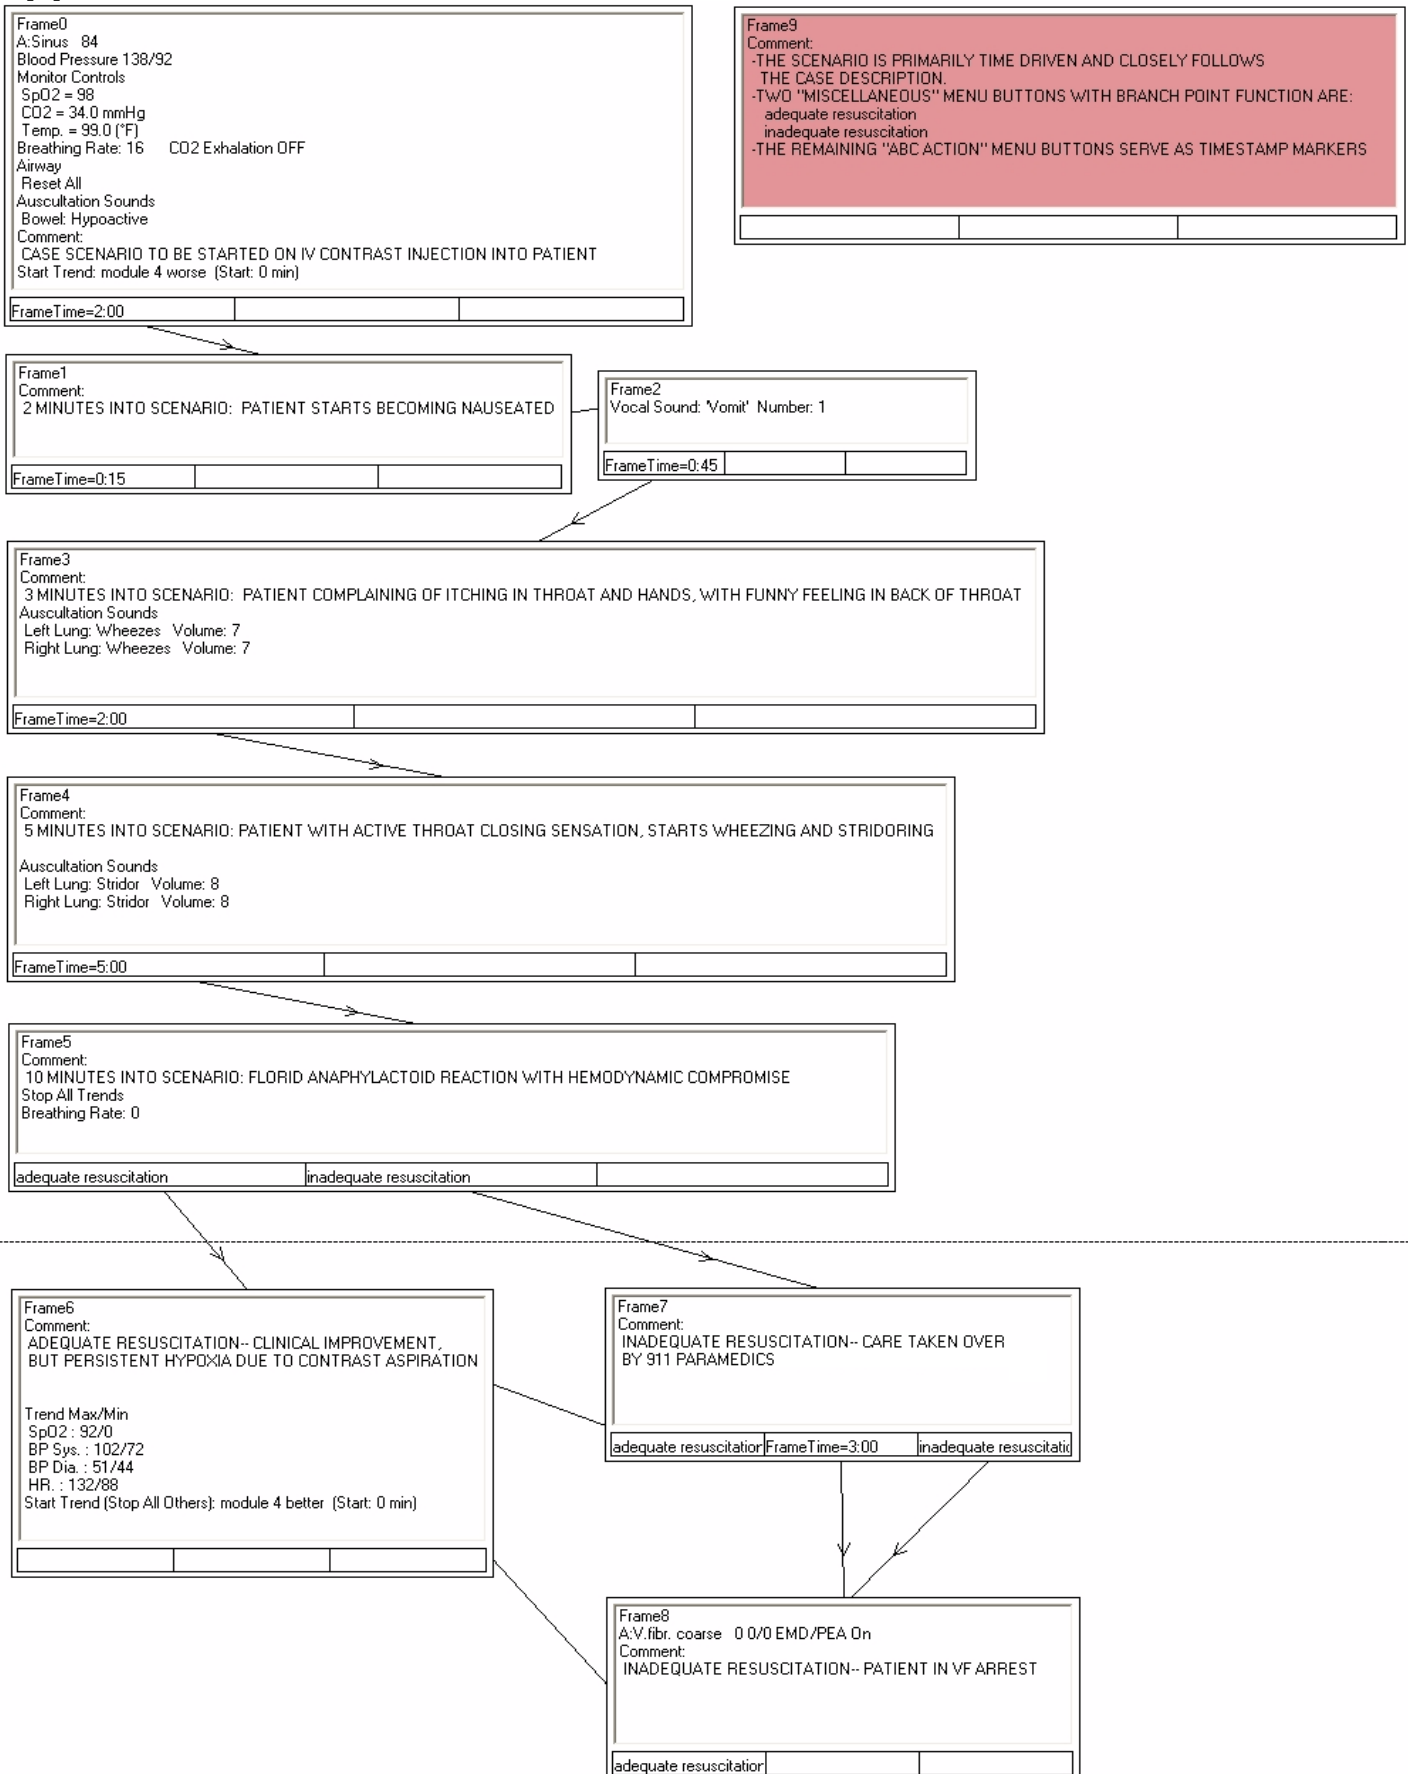 Frame0
A:Sinus 84
Blood Pressure 138/92
Monitor Controls
SpO2 = 98
CO2 = 34.0 mmHg
Temp. = 99.0 (°F)
Breathing Rate: 16 CO2 Exhalation OFF
Airway
Reset All
Auscultation Sounds
Bowel: Hypoactive
Comment:
CASE SCENARIO TO BE STARTED ON IV CONTRAST INJECTION INTO PATIENT
Start Trend: module 4 worse (Start: 0 min)
FrameTime=2:00
Frame9
Comment:
-THE SCENARIO IS PRIMARILY TIME DRIVEN AND CLOSELY FOLLOWS
THE CASE DESCRIPTION.
-TWO "MISCELLANEOUS" MENU BUTTONS WITH BRANCH POINT FUNCTION ARE:
adequate resuscitation
inadequate resuscitation
-THE REMAINING "ABC ACTION" MENU BUTTONS SERVE AS TIMESTAMP MARKERS
Frame1
Comment:
2 MINUTES INTO SCENARIO: PATIENT STARTS BECOMING NAUSEATED
FrameTime=0:15
Frame2
Vocal Sound: 'Vomit' Number: 1
FrameTime=0:45
Frame3
Comment:
3 MINUTES INTO SCENARIO: PATIENT COMPLAINING OF ITCHING IN THROAT AND HANDS, WITH FUNNY FEELING IN BACK OF THROAT
Auscultation Sounds
Left Lung: Wheezes Volume: 7
Right Lung: Wheezes Volume: 7
FrameTime=2:00
Frame4
Comment:
5 MINUTES INTO SCENARIO: PATIENT WITH ACTIVE THROAT CLOSING SENSATION, STARTS WHEEZING AND STRIDORING
Auscultation Sounds
Left Lung: Stridor Volume: 8
Right Lung: Stridor Volume: 8
FrameTime=5:00
Frame5
Comment:
10 MINUTES INTO SCENARIO: FLORID ANAPHYLACTOID REACTION WITH HEMODYNAMIC COMPROMISE
Stop All Trends
Breathing Rate: 0
adequate resuscitation inadequate resuscitation
Frame6
Comment:
ADEQUATE RESUSCITATION-- CLINICAL IMPROVEMENT,
BUT PERSISTENT HYPOXIA DUE TO CONTRAST ASPIRATION
Trend Max/Min
SpO2 : 92/0
BP Sys. : 102/72
BP Dia. : 51/44
HR. : 132/88
Start Trend (Stop All Others): module 4 better (Start: 0 min)
Frame7
Comment:
INADEQUATE RESUSCITATION-- CARE TAKEN OVER
BY 911 PARAMEDICS
adequate resuscitation FrameTime=3:00 inadequate resuscitatic
Frame8
A:V.fibr. coarse 0 0/0 EMD/PEA On
Comment:
INADEQUATE RESUSCITATION-- PATIENT IN VF ARREST
adequate resuscitation